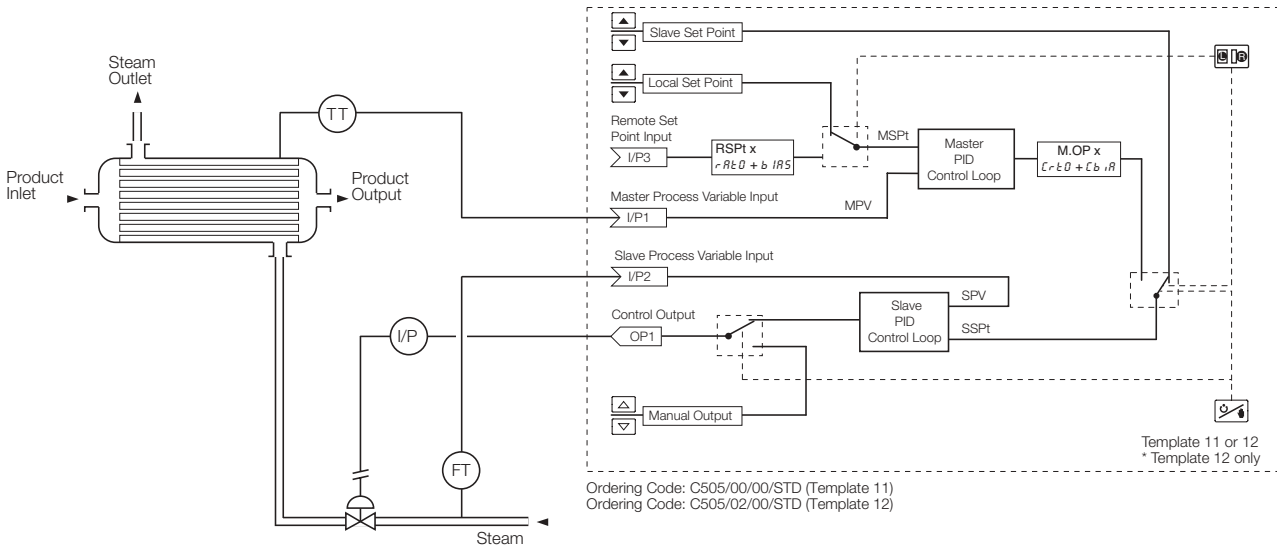 Steam
Outlet
TT
Product
Inlet
Product
Output
I/P
FT
Steam
Slave Set Point
Local Set Point
Remote Set
Point Input
I/P3
RSPt x
rAtO + bIAS
MSPt
Master
PID
Control Loop
M.OP x
CrtO + CbIA
L R
Master Process Variable Input
I/P1
MPV
Slave Process Variable Input
I/P2
SPV
Slave
PID
Control Loop
SSPt
Control Output
OP1
Manual Output
Template 11 or 12
* Template 12 only
Ordering Code: C505/00/00/STD (Template 11)
Ordering Code: C505/02/00/STD (Template 12)